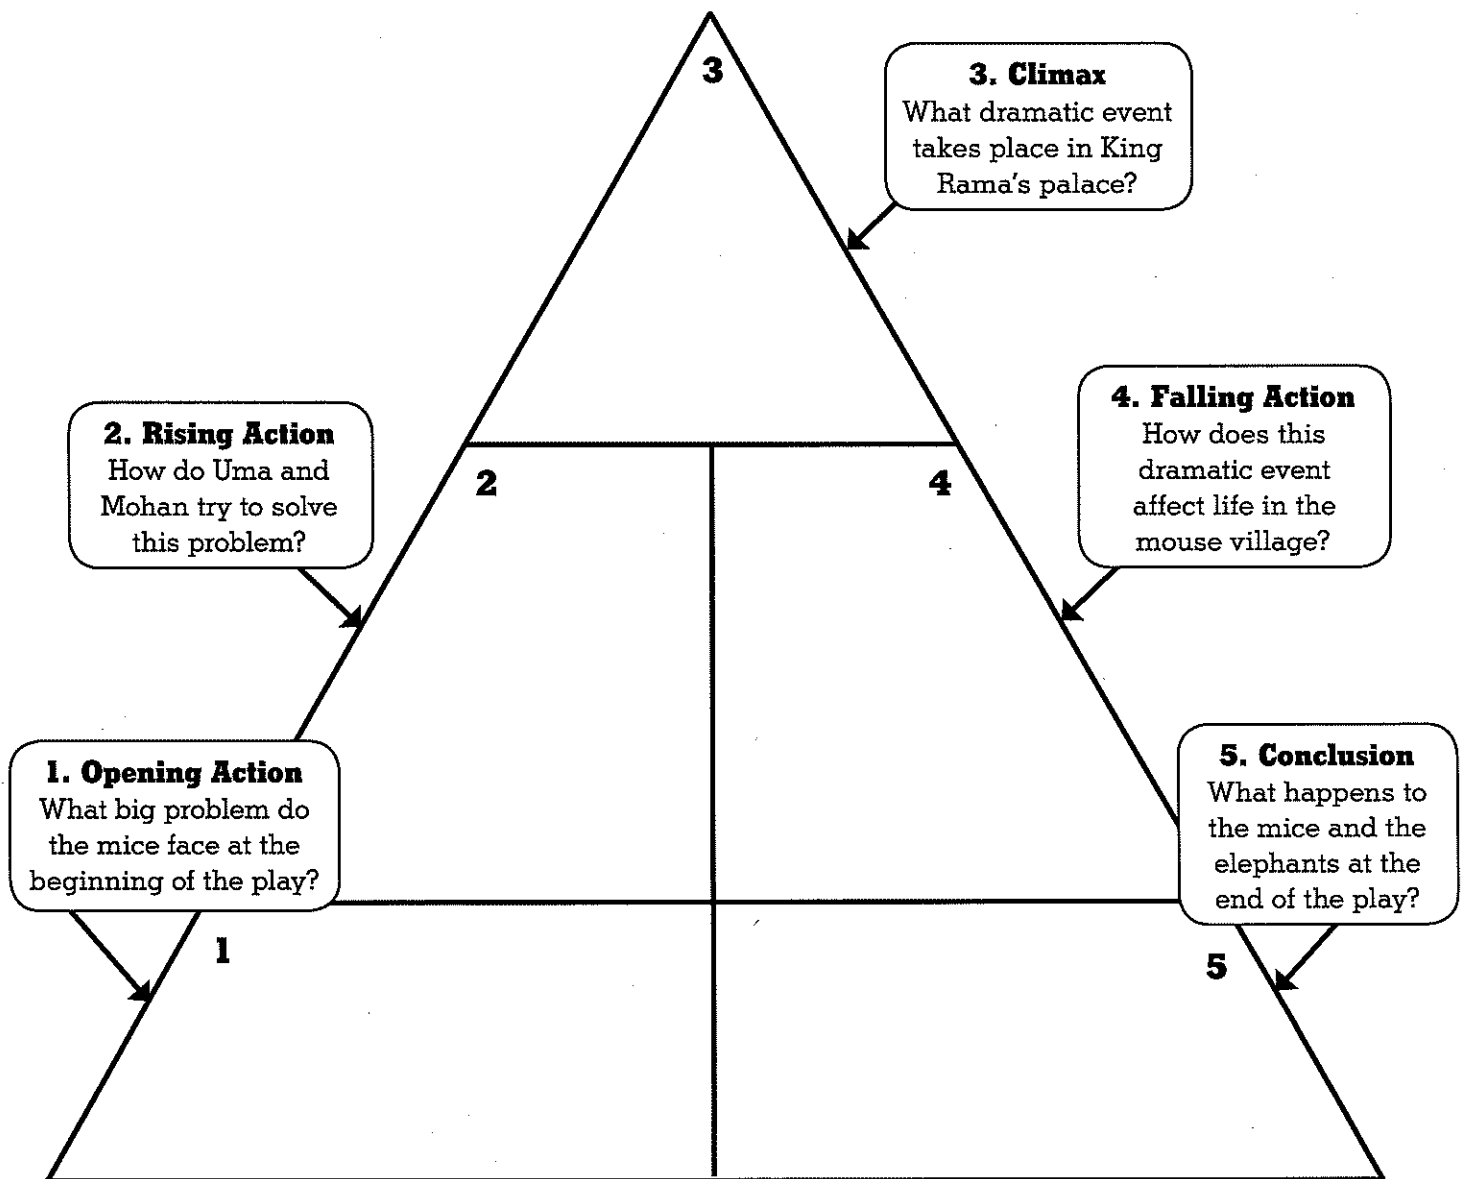 3
3. Climax
What dramatic event
takes place in King
Rama's palace?
2. Rising Action
How do Uma and
Mohan try to solve
this problem?
2
4
4. Falling Action
How does this
dramatic event
affect life in the
mouse village?
1. Opening Action
What big problem do
the mice face at the
beginning of the play?
1
5. Conclusion
What happens to
the mice and the
elephants at the
end of the play?
5